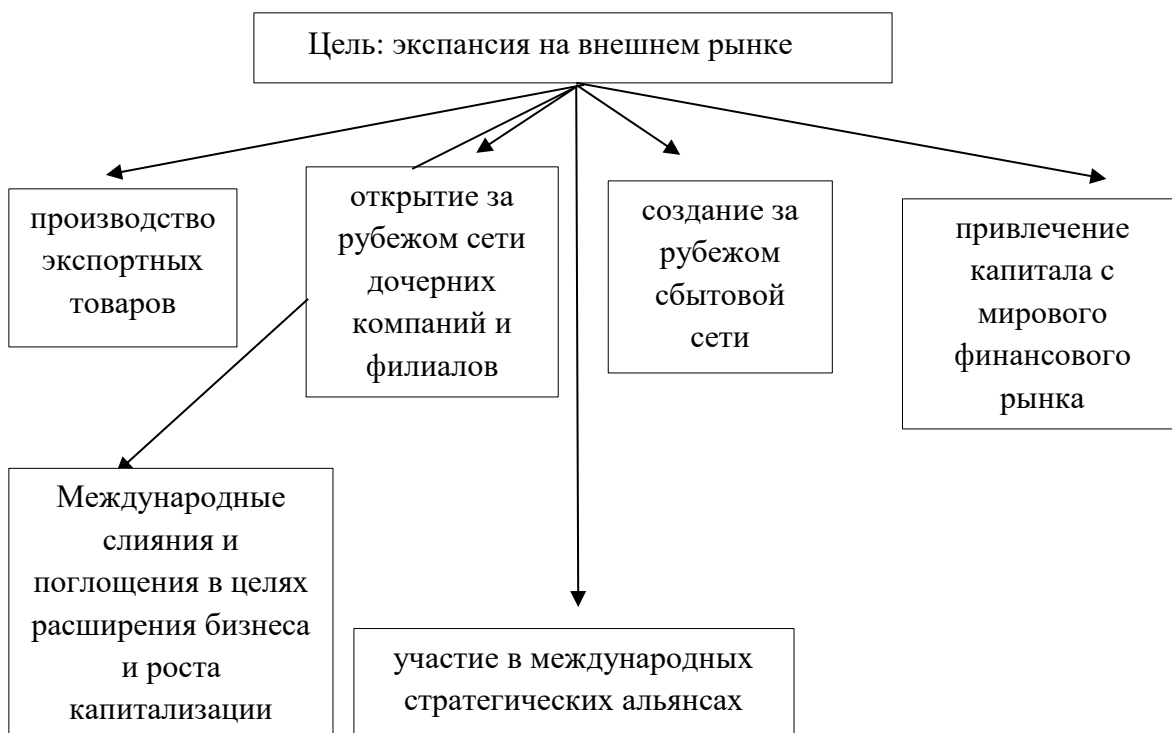 Цель: экспансия на внешнем рынке
производство
экспортных
товаров
открытие за
рубежом сети
дочерних
компаний и
филиалов
создание за
рубежом
сбытовой
сети
привлечение
капитала с
мирового
финансового
рынка
Международные
слияния и
поглощения в целях
расширения бизнеса
и роста
капитализации
участие в международных
стратегических альянсах